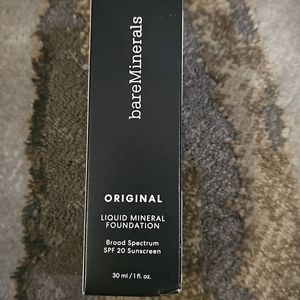 bareMinerals
ORIGINAL
LIQUID MINERAL
FOUNDATION
Broad Spectrum
SPF 20 Sunscreen
30 ml / 1 fl. oz.